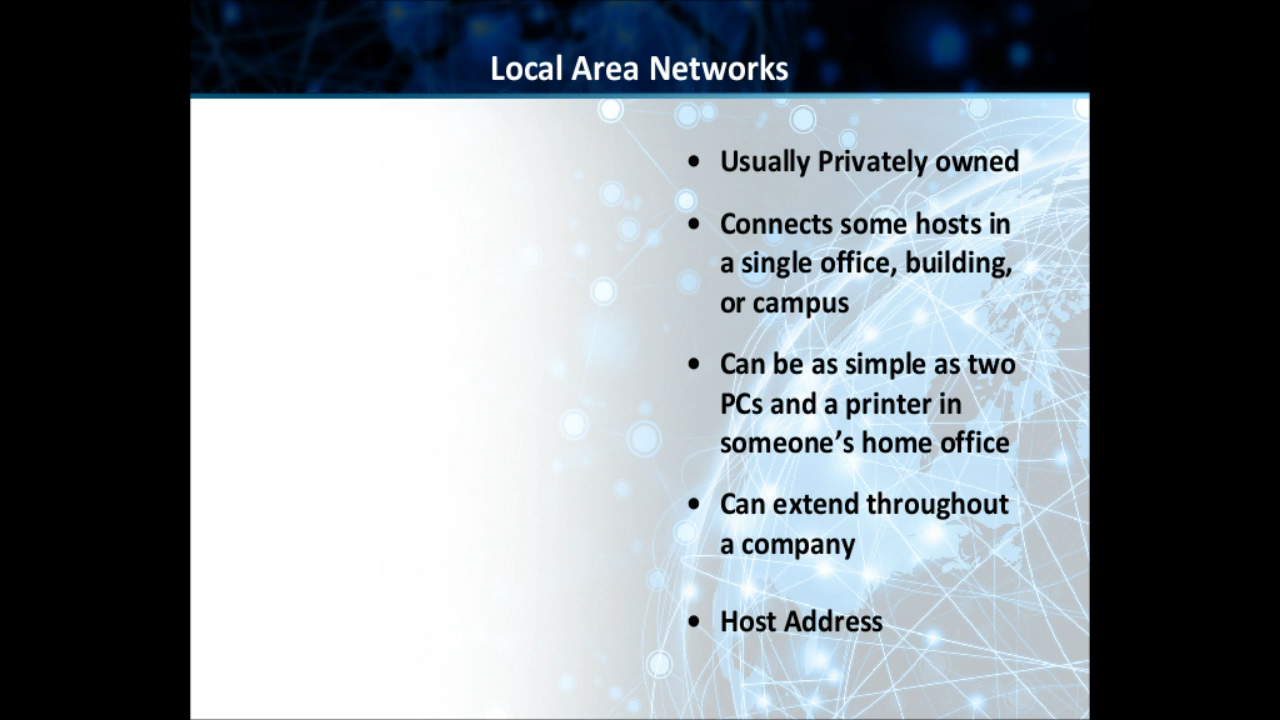 Local Area Networks
• Usually Privately owned
• Connects some hosts in
a single office, building,
or campus
• Can be as simple as two
PCs and a printer in
someone’s home office
• Can extend throughout
a company
• Host Address